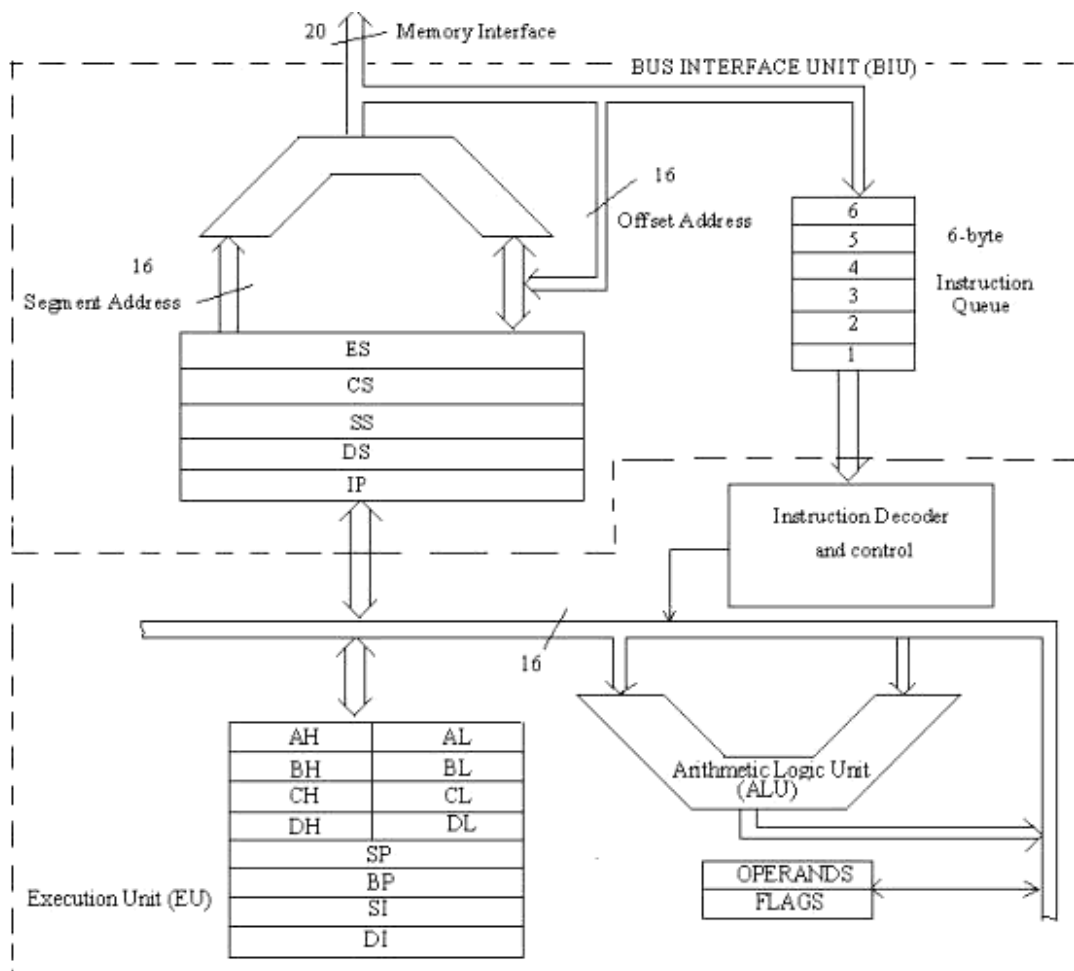 20 Memory Interface
BUS INTERFACE UNIT (BIU)
16
Offset Address
16
Segment Address
6
5
4
3
2
1
6-byte
Instruction
Queue
ES
CS
SS
DS
IP
Instruction Decoder
and control
16
AH AL
BH BL
CH CL
DH DL
SP
BP
SI
DI
Execution Unit (EU)
Arithmetic Logic Unit
(ALU)
OPERANDS
FLAGS